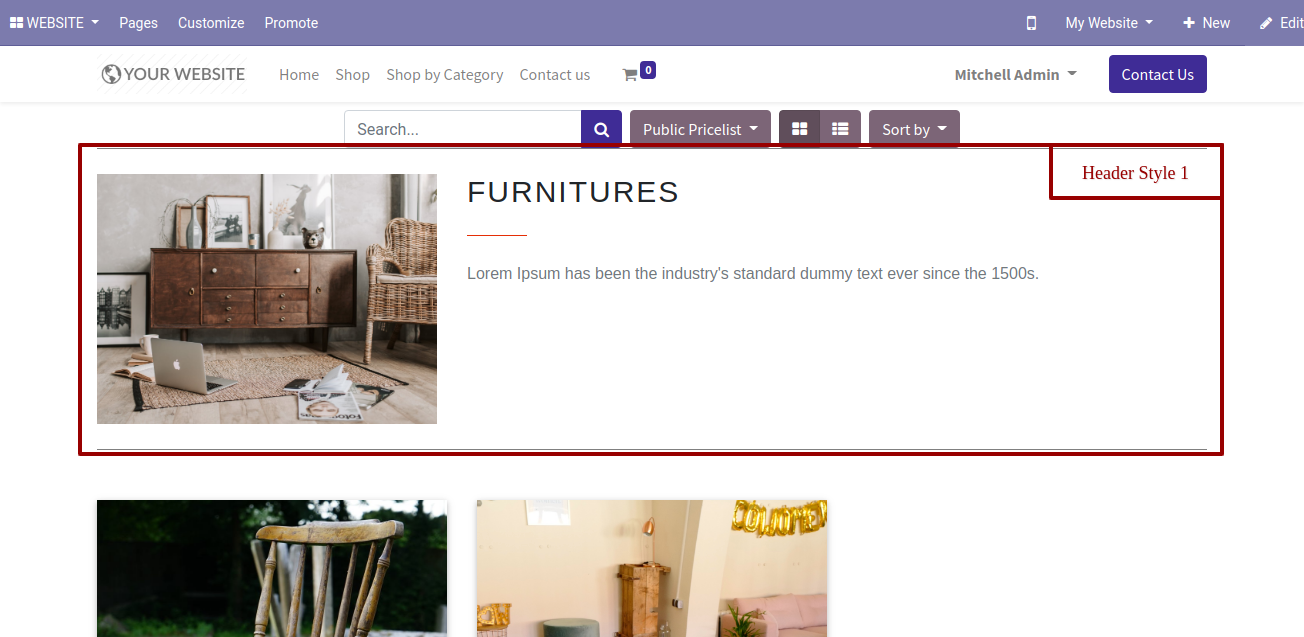 WEBSITE Pages Customize Promote My Website New Edit
YOUR WEBSITE Home Shop Shop by Category Contact us 0 Mitchell Admin Contact Us
Search... Public Pricelist Sort by
Header Style 1
FURNITURES
Lorem Ipsum has been the industry's standard dummy text ever since the 1500s.